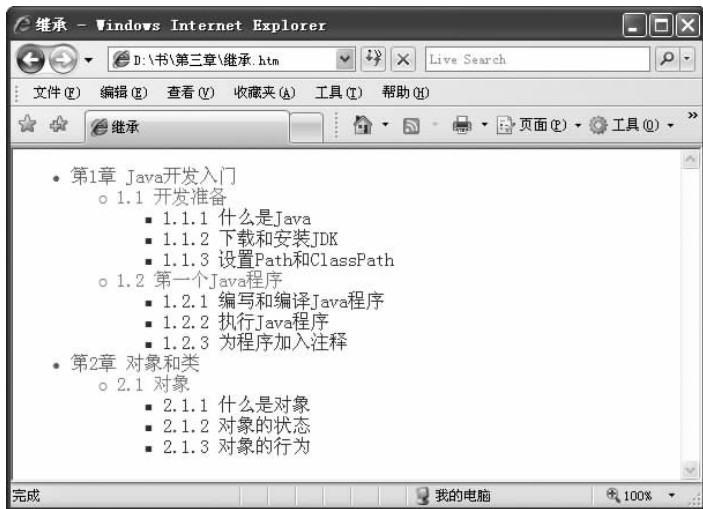 继承 - Windows Internet Explorer
D:\书\第三章\继承.htm
Live Search
文件(F) 编辑(E) 查看(V) 收藏夹(A) 工具(T) 帮助(H)
继承
页面(P) 工具(O) »
• 第1章 Java开发入门
○ 1.1 开发准备
▪ 1.1.1 什么是Java
▪ 1.1.2 下载和安装JDK
▪ 1.1.3 设置Path和ClassPath
○ 1.2 第一个Java程序
▪ 1.2.1 编写和编译Java程序
▪ 1.2.2 执行Java程序
▪ 1.2.3 为程序加入注释
• 第2章 对象和类
○ 2.1 对象
▪ 2.1.1 什么是对象
▪ 2.1.2 对象的状态
▪ 2.1.3 对象的行为
完成 我的电脑 100%